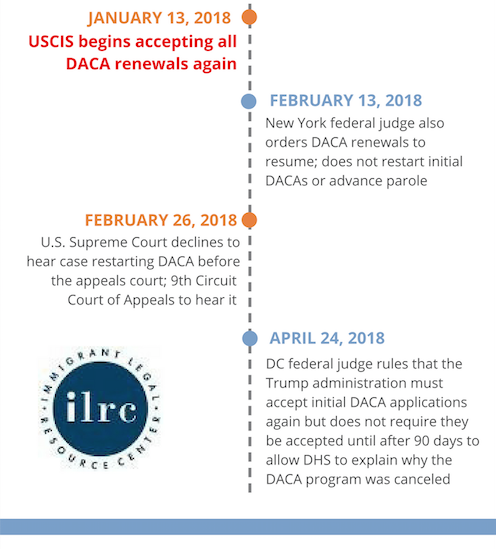 JANUARY 13, 2018
USCIS begins accepting all
DACA renewals again
FEBRUARY 13, 2018
New York federal judge also
orders DACA renewals to
resume; does not restart initial
DACAs or advance parole
FEBRUARY 26, 2018
U.S. Supreme Court declines to
hear case restarting DACA before
the appeals court; 9th Circuit
Court of Appeals to hear it
APRIL 24, 2018
DC federal judge rules that the
Trump administration must
accept initial DACA applications
again but does not require they
be accepted until after 90 days to
allow DHS to explain why the
DACA program was canceled
IMMIGRANT LEGAL
ilrc
RESOURCE CENTER